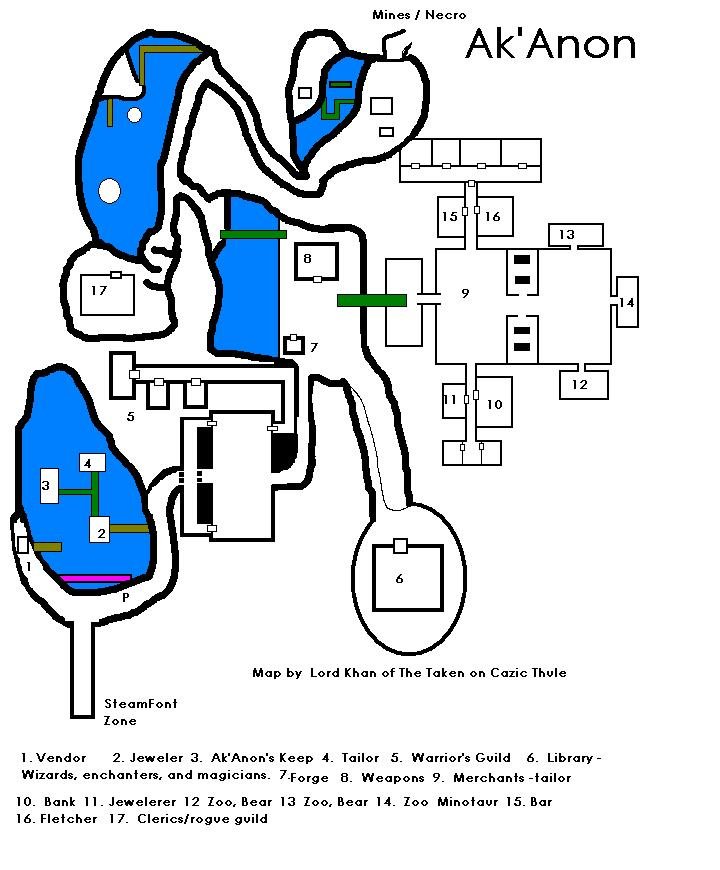 Mines / Necro
Ak'Anon
15
16
13
8
9
14
17
7
12
5
11
10
4
3
2
1
6
P
Map by Lord Khan of The Taken on Cazic Thule
SteamFont
Zone
1. Vendor 2. Jeweler 3. Ak'Anon's Keep 4. Tailor 5. Warrior's Guild 6. Library -
Wizards, enchanters, and magicians. 7.Forge 8. Weapons 9. Merchants -tailor
10. Bank 11. Jewelerer 12 Zoo, Bear 13 Zoo, Bear 14. Zoo Minotaur 15. Bar
16. Fletcher 17. Clerics/rogue guild